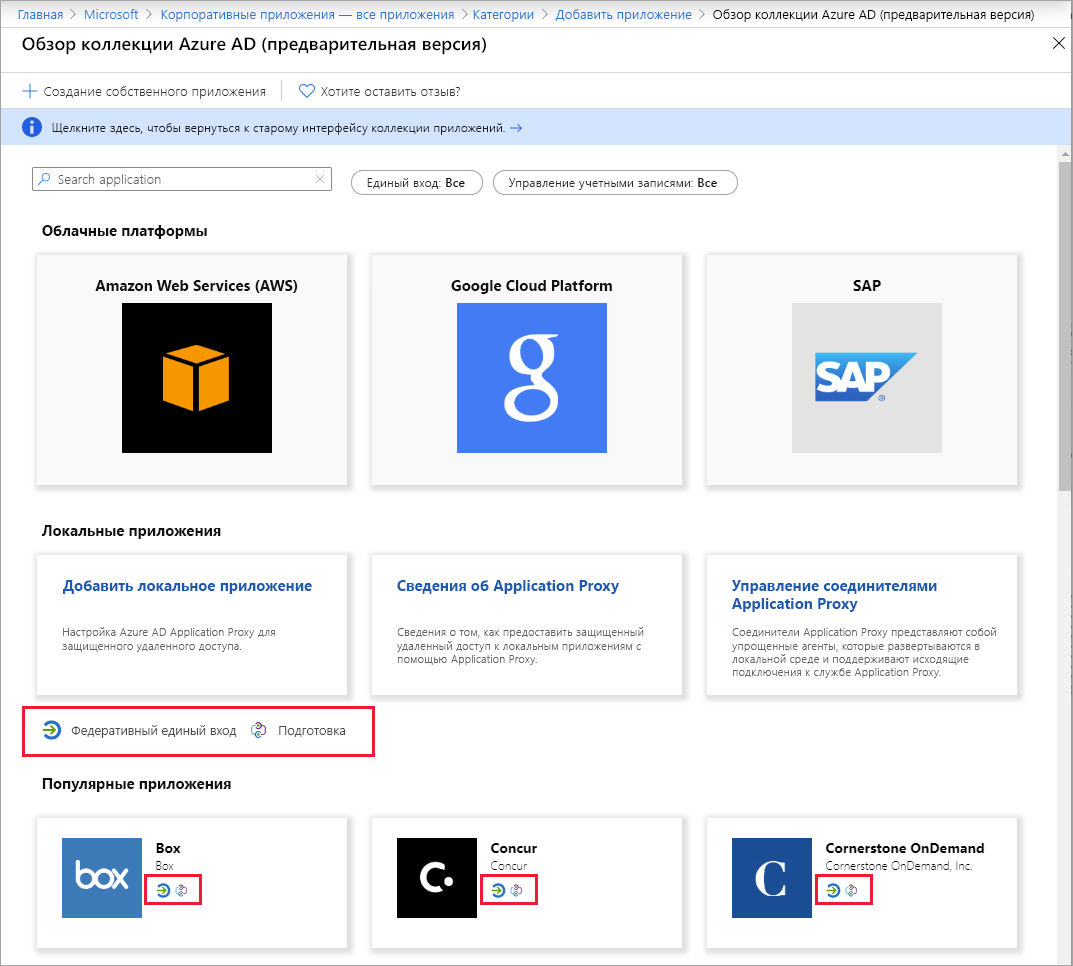 Главная > Microsoft > Корпоративные приложения — все приложения > Категории > Добавить приложение > Обзор коллекции Azure AD (предварительная версия)
Обзор коллекции Azure AD (предварительная версия)
Создание собственного приложения
Хотите оставить отзыв?
Щелкните здесь, чтобы вернуться к старому интерфейсу коллекции приложений. →
Search application
Единый вход: Все
Управление учетными записями: Все
Облачные платформы
Amazon Web Services (AWS)
Google Cloud Platform
g
SAP
SAP®
Локальные приложения
Добавить локальное приложение
Настройка Azure AD Application Proxy для
защищенного удаленного доступа.
Сведения об Application Proxy
Сведения о том, как предоставить защищенный
удаленный доступ к локальным приложениям с
помощью Application Proxy.
Управление соединителями
Application Proxy
Соединители Application Proxy представляют собой
упрощенные агенты, которые развертываются в
локальной среде и поддерживают исходящие
подключения к службе Application Proxy.
Федеративный единый вход
Подготовка
Популярные приложения
box
Box
Box
C.
Concur
Concur
C
Cornerstone OnDemand
Cornerstone OnDemand, Inc.